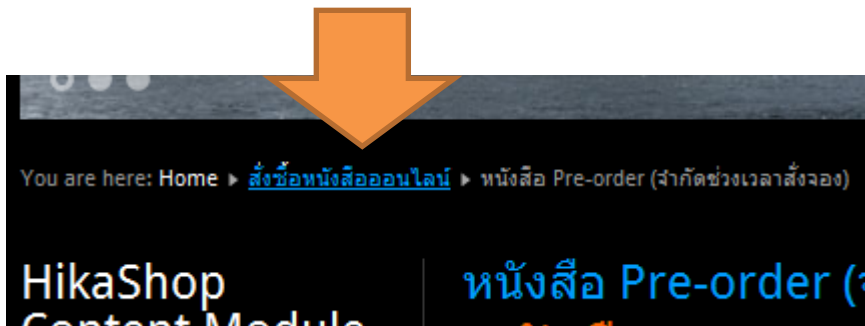 You are here: Home ▸ สั่งซื้อหนังสือออนไลน์ ▸ หนังสือ Pre-order (จำกัดช่วงเวลาสั่งจอง)
HikaShop
หนังสือ Pre-order (
Content Module